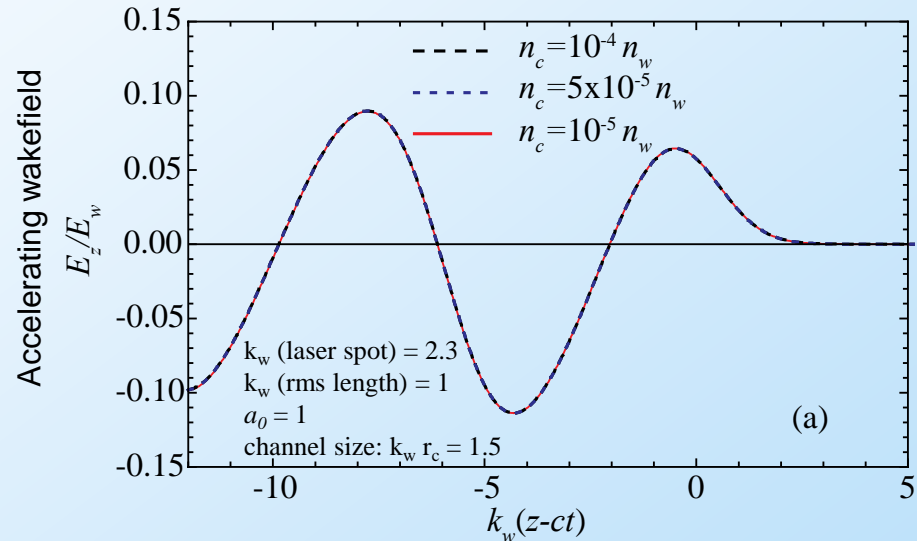 0.15
0.10
0.05
0.00
-0.05
-0.10
-0.15
Accelerating wakefield
E_z/E_w
n_c=10^-4 n_w
n_c=5x10^-5 n_w
n_c=10^-5 n_w
k_w (laser spot) = 2.3
k_w (rms length) = 1
a_0 = 1
channel size: k_w r_c = 1.5
(a)
-10 -5 0 5
k_w(z-ct)